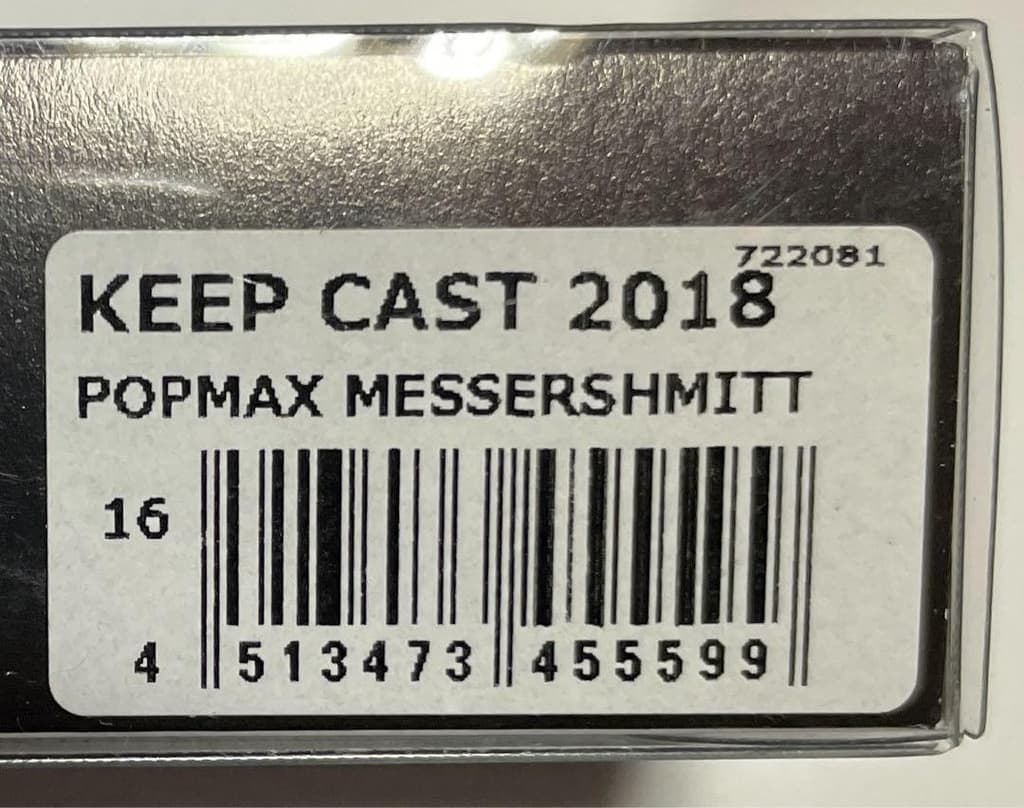 722081
KEEP CAST 2018
POPMAX MESSERSHMITT
16
4 513473 455599